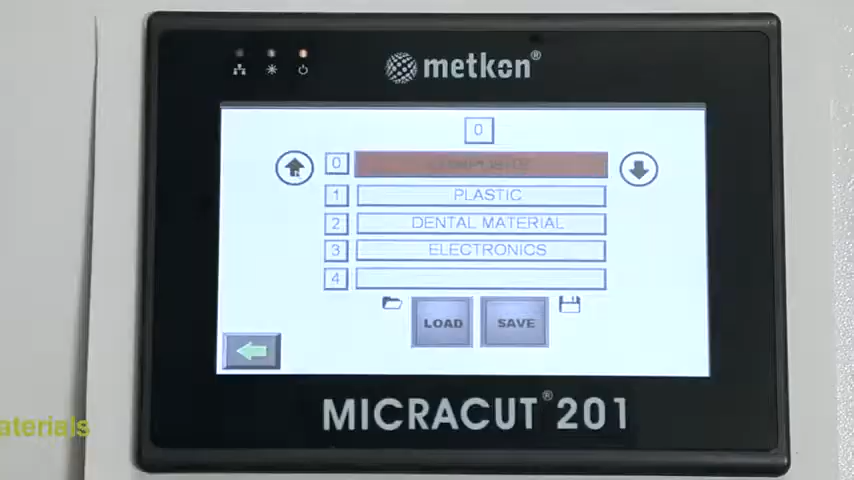 metkon®
0
0
1 PLASTIC
2 DENTAL MATERIAL
3 ELECTRONICS
4
LOAD SAVE
MICRACUT® 201
aterials